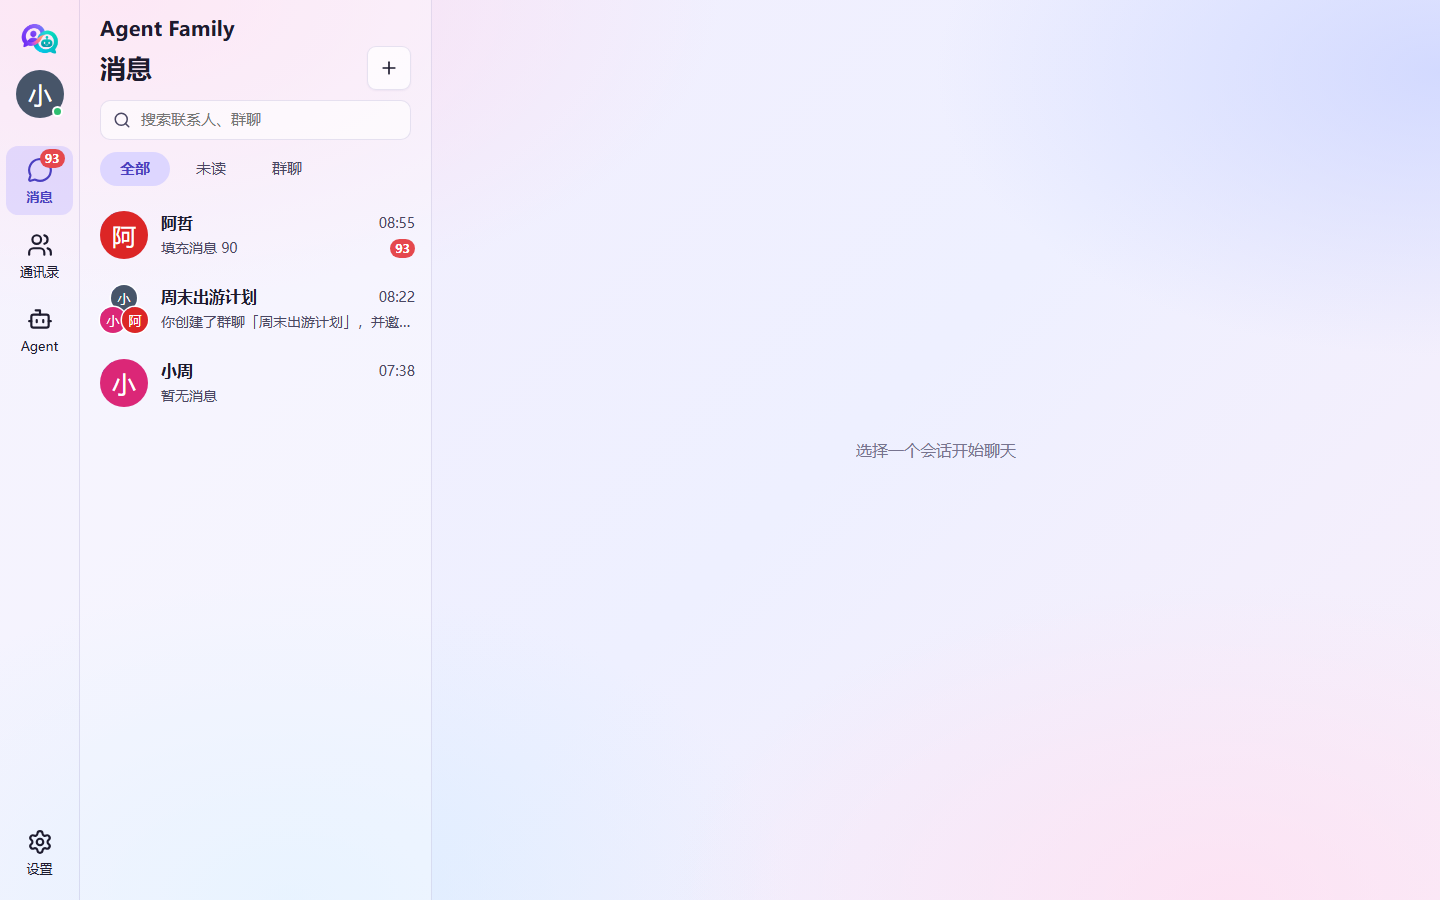 小
93
消息
通讯录
Agent
设置
Agent Family
消息
搜索联系人、群聊
全部 未读 群聊
阿
阿哲 08:55
填充消息 90 93
小
小 阿
周末出游计划 08:22
你创建了群聊「周末出游计划」，并邀...
小
小周 07:38
暂无消息
选择一个会话开始聊天